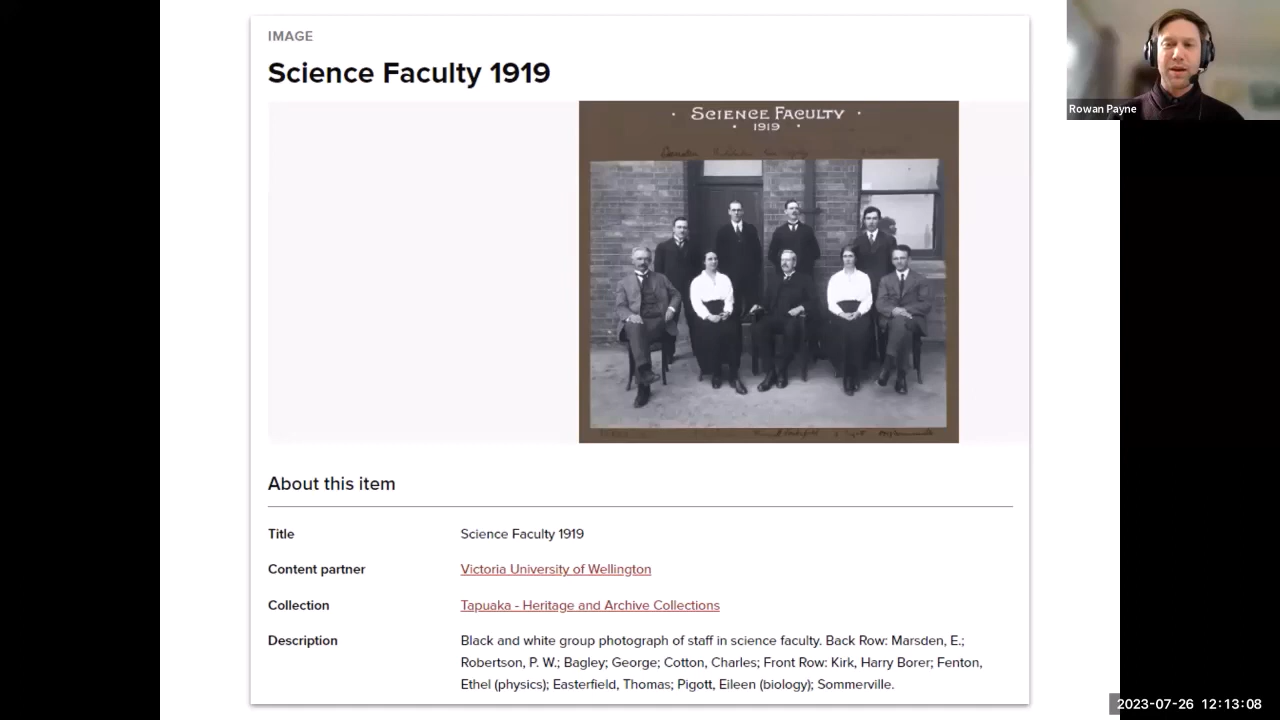 IMAGE
Science Faculty 1919
· SCIENCE FACULTY ·
· 1919 ·
About this item
Title Science Faculty 1919
Content partner Victoria University of Wellington
Collection Tapuaka - Heritage and Archive Collections
Description Black and white group photograph of staff in science faculty. Back Row: Marsden, E.;
Robertson, P. W.; Bagley; George; Cotton, Charles; Front Row: Kirk, Harry Borer; Fenton,
Ethel (physics); Easterfield, Thomas; Pigott, Eileen (biology); Sommerville.
Rowan Payne
2023-07-26 12:13:08